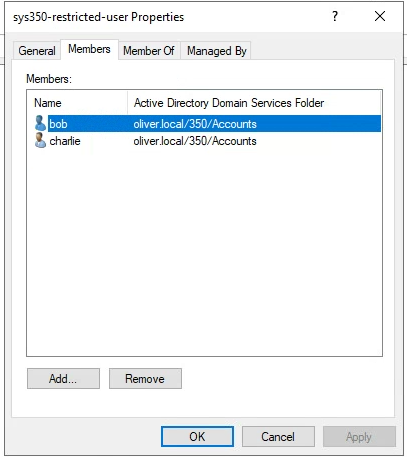 sys350-restricted-user Properties ?
General Members Member Of Managed By
Members:
Name Active Directory Domain Services Folder
bob oliver.local/350/Accounts
charlie oliver.local/350/Accounts
Add... Remove
OK Cancel Apply